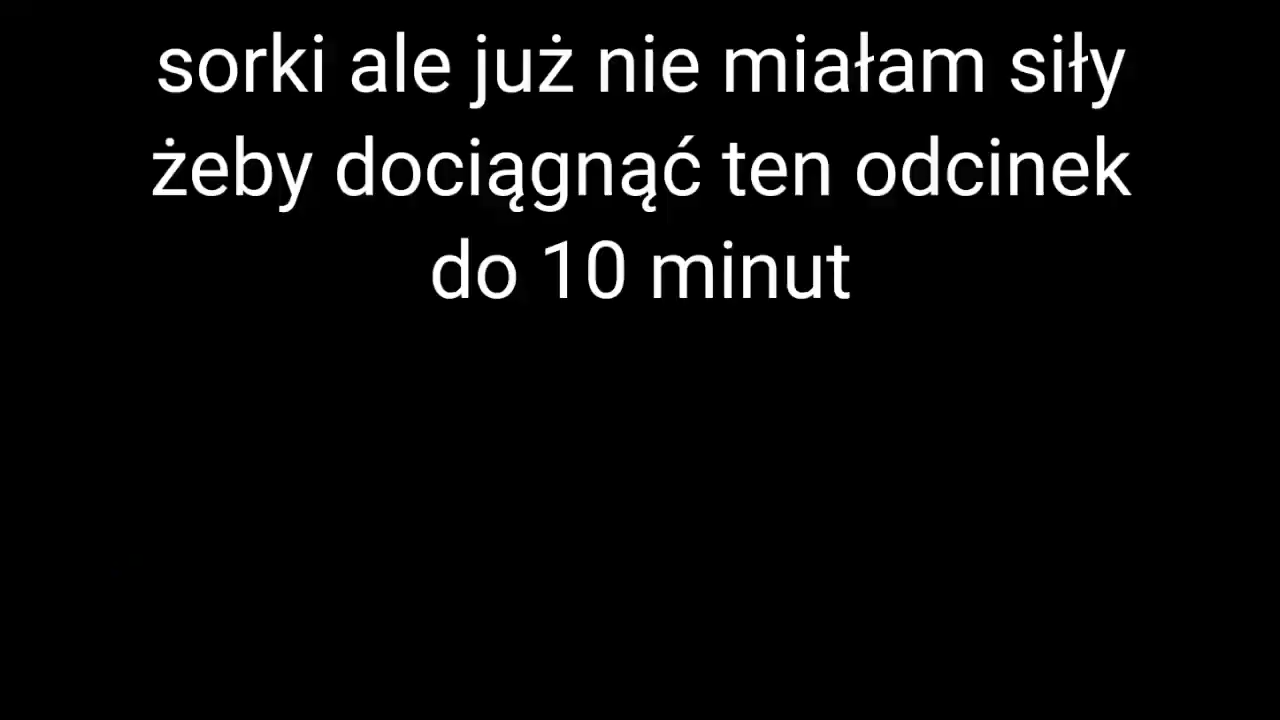 sorki ale już nie miałam siły
żeby dociągnąć ten odcinek
do 10 minut